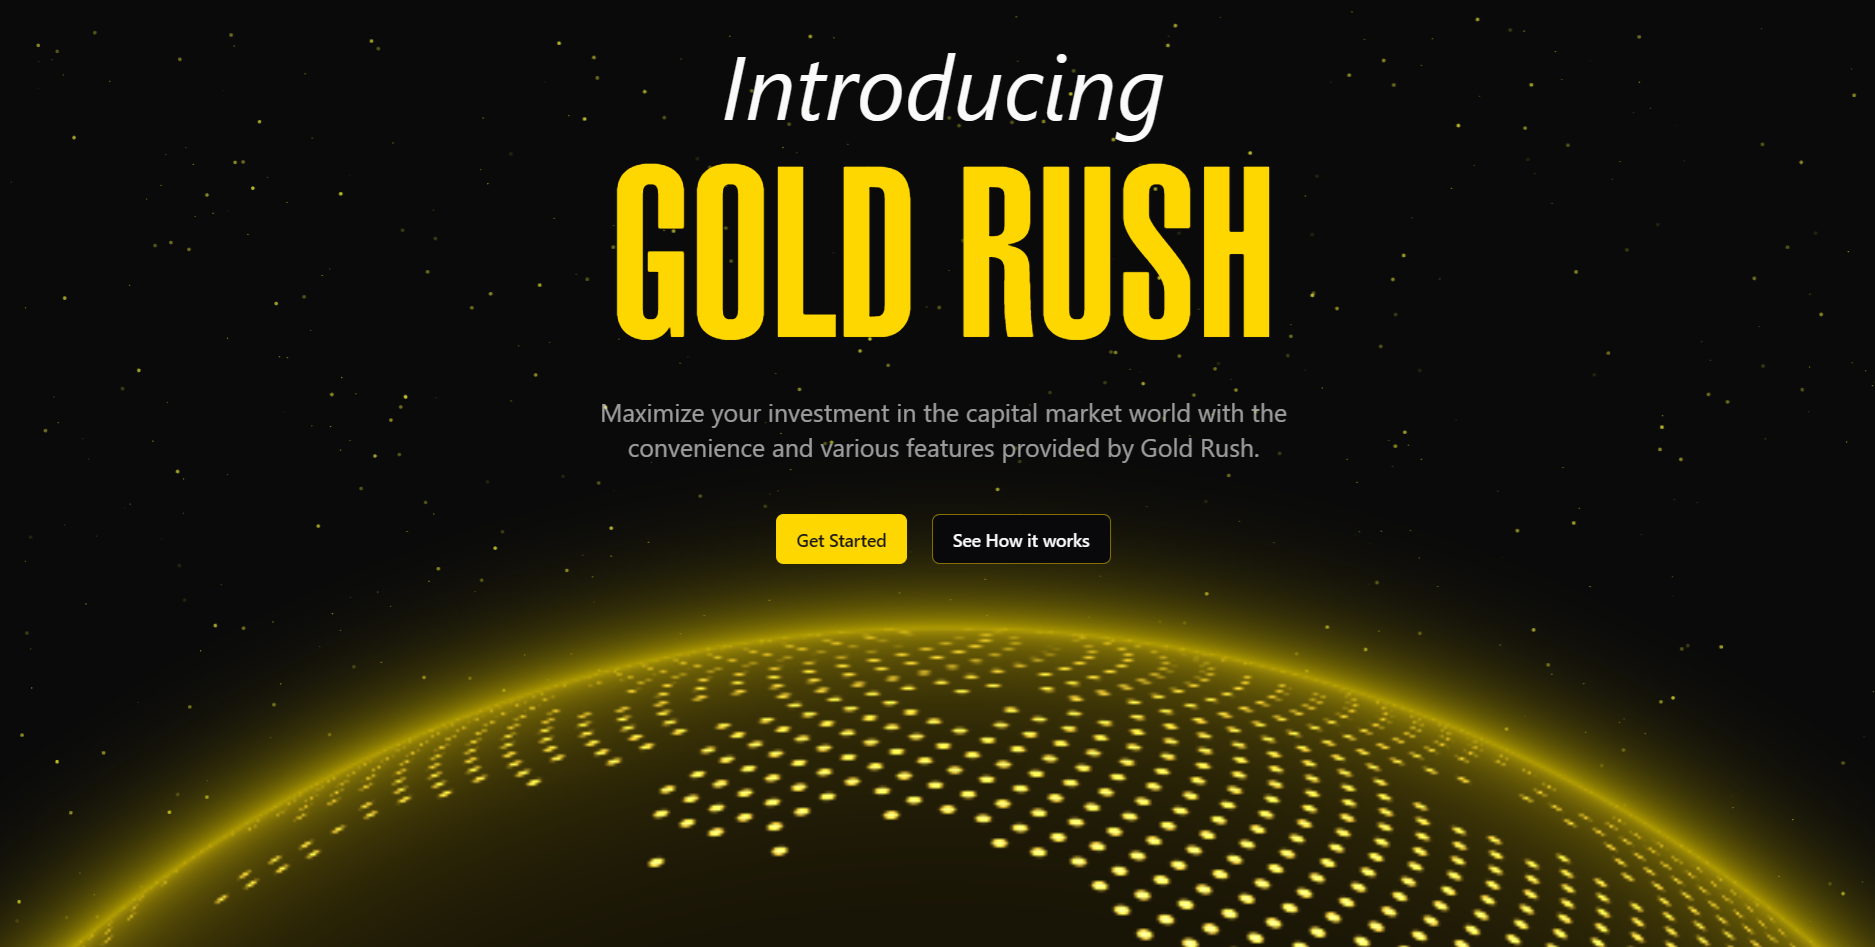 Introducing
GOLD RUSH
Maximize your investment in the capital market world with the
convenience and various features provided by Gold Rush.
Get Started
See How it works